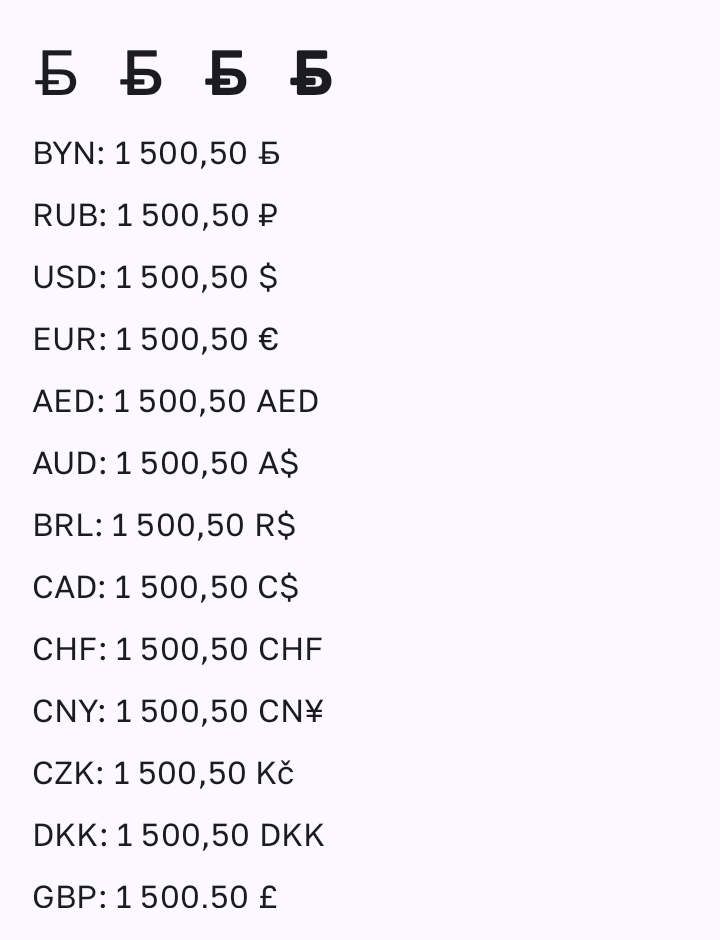 Ƃ Ƃ Ƃ Ƃ
BYN: 1 500,50 Ƃ
RUB: 1 500,50 ₽
USD: 1 500,50 $
EUR: 1 500,50 €
AED: 1 500,50 AED
AUD: 1 500,50 A$
BRL: 1 500,50 R$
CAD: 1 500,50 C$
CHF: 1 500,50 CHF
CNY: 1 500,50 CN¥
CZK: 1 500,50 Kč
DKK: 1 500,50 DKK
GBP: 1 500.50 £